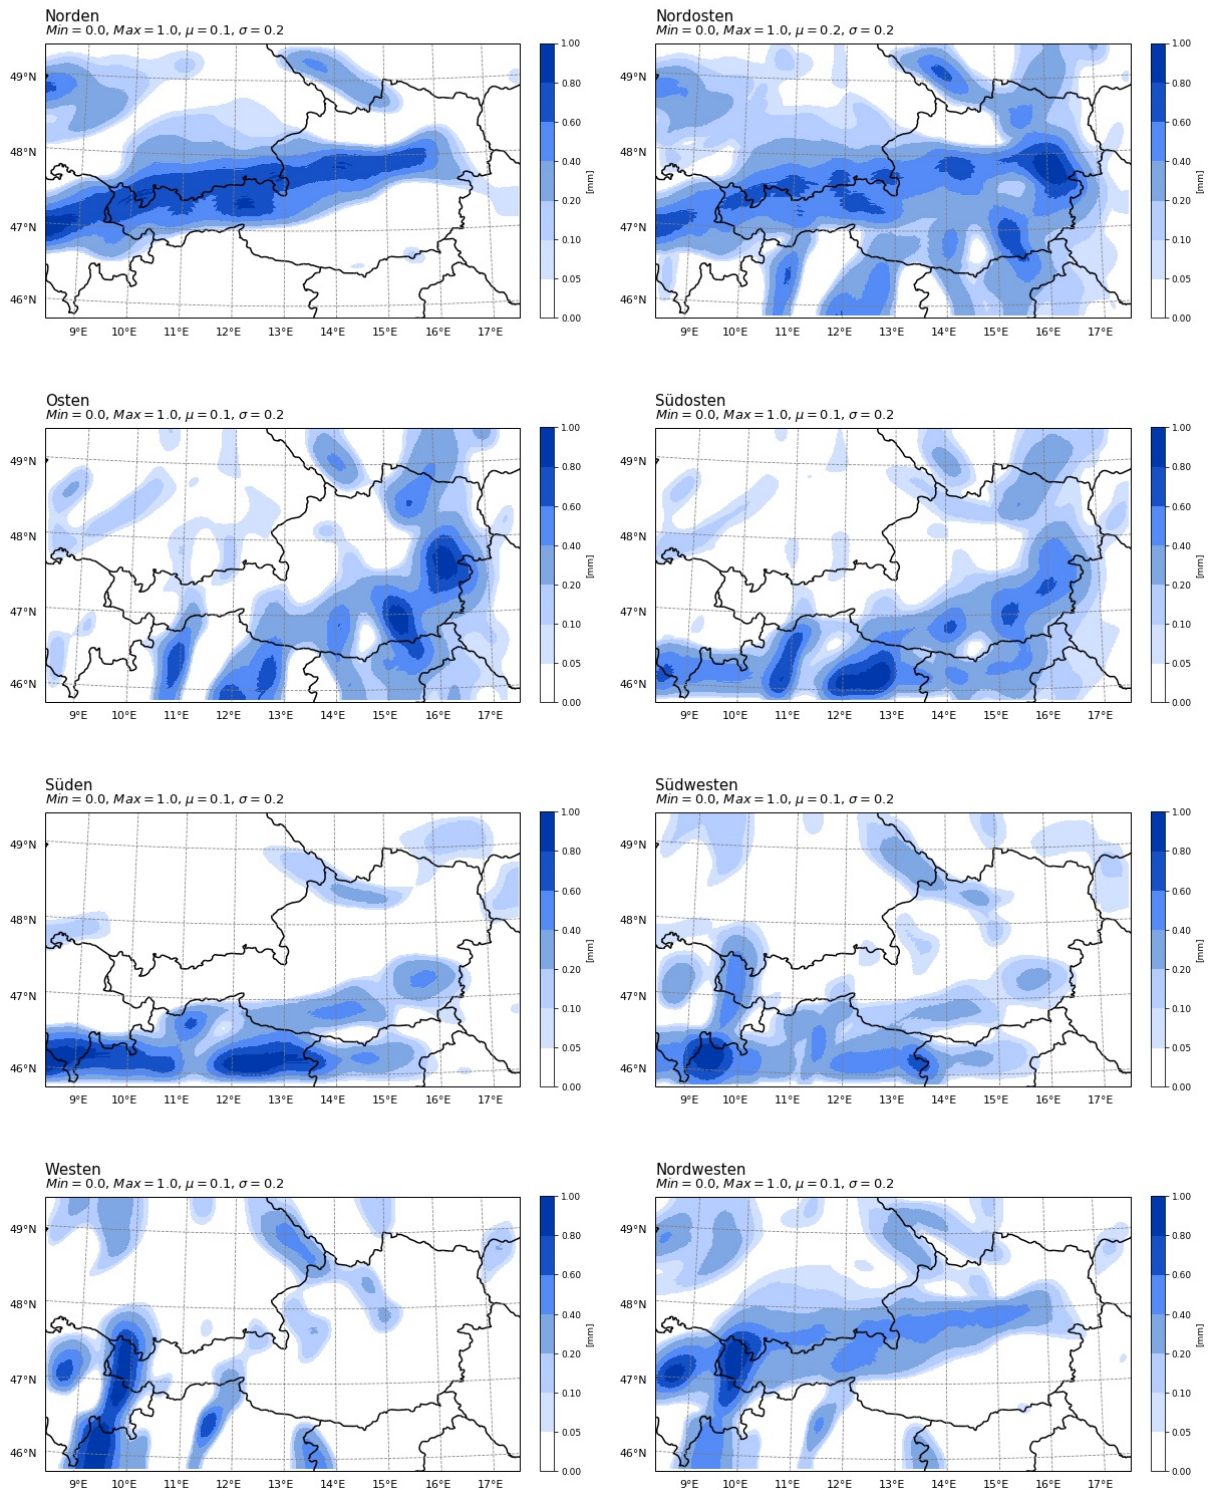 Norden
Min = 0.0, Max = 1.0, μ = 0.1, σ = 0.2
49°N
48°N
47°N
46°N
9°E 10°E 11°E 12°E 13°E 14°E 15°E 16°E 17°E
1.00
0.80
0.60
0.40
0.20
0.10
0.05
0.00
[mm]
Nordosten
Min = 0.0, Max = 1.0, μ = 0.2, σ = 0.2
49°N
48°N
47°N
46°N
9°E 10°E 11°E 12°E 13°E 14°E 15°E 16°E 17°E
1.00
0.80
0.60
0.40
0.20
0.10
0.05
0.00
[mm]
Osten
Min = 0.0, Max = 1.0, μ = 0.1, σ = 0.2
49°N
48°N
47°N
46°N
9°E 10°E 11°E 12°E 13°E 14°E 15°E 16°E 17°E
1.00
0.80
0.60
0.40
0.20
0.10
0.05
0.00
[mm]
Südosten
Min = 0.0, Max = 1.0, μ = 0.1, σ = 0.2
49°N
48°N
47°N
46°N
9°E 10°E 11°E 12°E 13°E 14°E 15°E 16°E 17°E
1.00
0.80
0.60
0.40
0.20
0.10
0.05
0.00
[mm]
Süden
Min = 0.0, Max = 1.0, μ = 0.1, σ = 0.2
49°N
48°N
47°N
46°N
9°E 10°E 11°E 12°E 13°E 14°E 15°E 16°E 17°E
1.00
0.80
0.60
0.40
0.20
0.10
0.05
0.00
[mm]
Südwesten
Min = 0.0, Max = 1.0, μ = 0.1, σ = 0.2
49°N
48°N
47°N
46°N
9°E 10°E 11°E 12°E 13°E 14°E 15°E 16°E 17°E
1.00
0.80
0.60
0.40
0.20
0.10
0.05
0.00
[mm]
Westen
Min = 0.0, Max = 1.0, μ = 0.1, σ = 0.2
49°N
48°N
47°N
46°N
9°E 10°E 11°E 12°E 13°E 14°E 15°E 16°E 17°E
1.00
0.80
0.60
0.40
0.20
0.10
0.05
0.00
[mm]
Nordwesten
Min = 0.0, Max = 1.0, μ = 0.1, σ = 0.2
49°N
48°N
47°N
46°N
9°E 10°E 11°E 12°E 13°E 14°E 15°E 16°E 17°E
1.00
0.80
0.60
0.40
0.20
0.10
0.05
0.00
[mm]